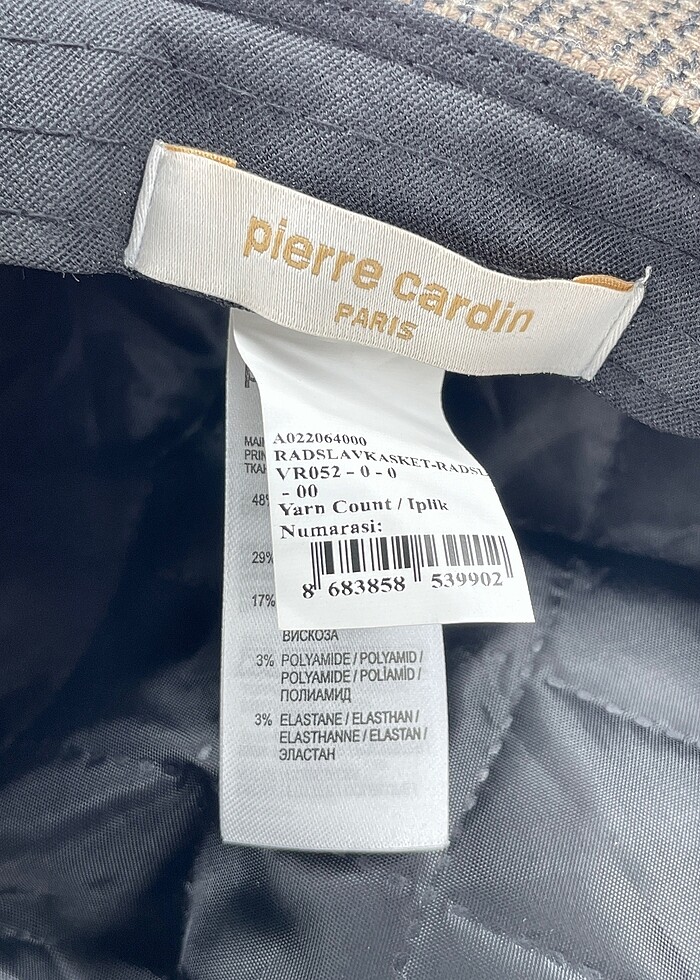 pierre cardin
PARIS
A022064000
RADSLAVKASKET-RADSL
VR052 - 0 - 0
- 00
Yarn Count / Iplik
Numarasi:
8 683858 539902
48%
29%
17%
ВИСКОЗА
3% POLYAMIDE / POLYAMID /
POLYAMIDE / POLİAMİD /
ПОЛИАМИД
3% ELASTANE / ELASTHAN /
ELASTHANNE / ELASTAN /
ЭЛАСТАН